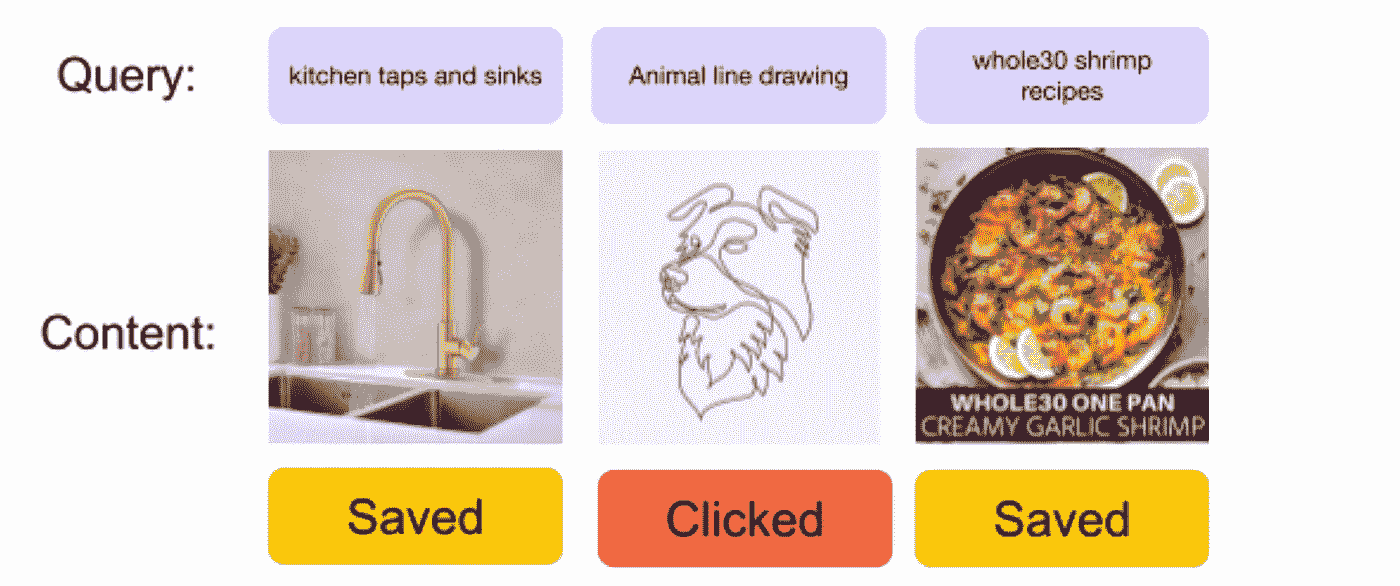 Query:
kitchen taps and sinks
Animal line drawing
whole30 shrimp
recipes
Content:
WHOLE30 ONE PAN
CREAMY GARLIC SHRIMP
Saved
Clicked
Saved